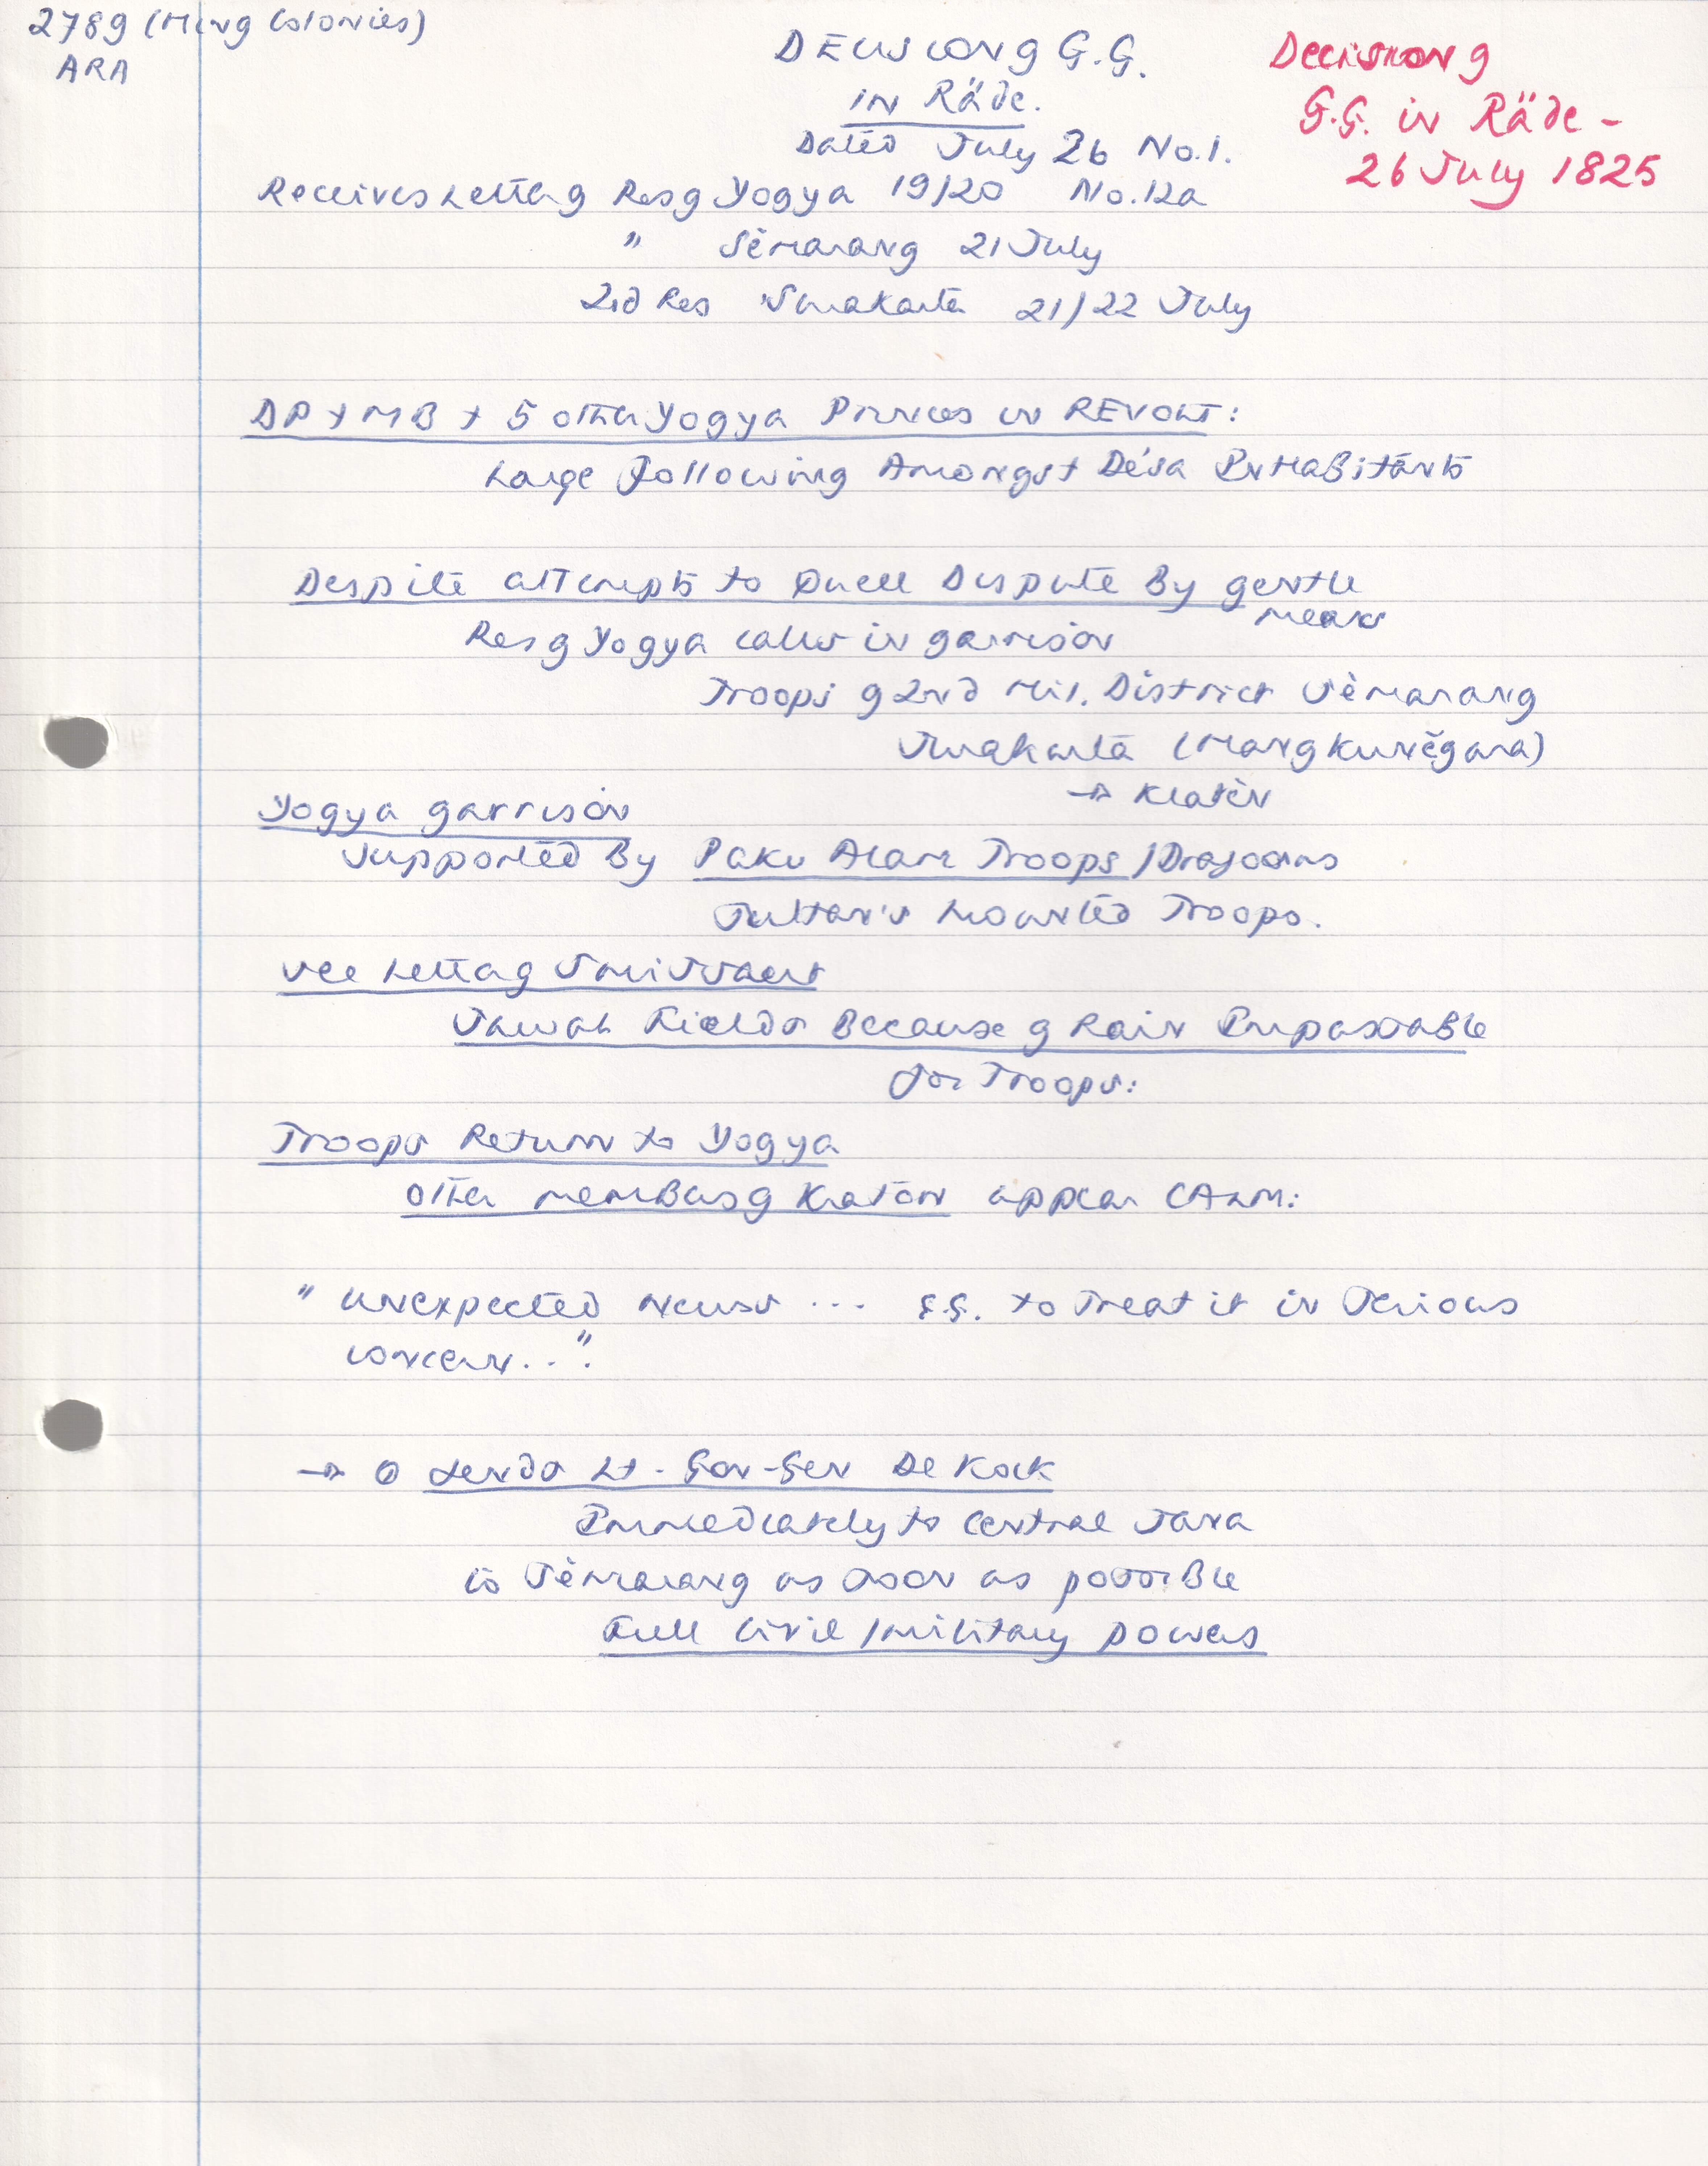 2789 (Min of Colonies)
ARA
Decision of G.G.
in Räde.
Dated July 26 No.1.
Decision of
G.G. in Räde -
26 July 1825
Receives Letter of Res of Yogya 19/20 No.12a
" Sĕmarang 21 July
2nd Res Surakarta 21/22 July
DP + MB + 5 other Yogya Princes in REVOLT:
Large Following Amongst Désa Inhabitants
Despite attempts to Quell Dispute By gentle
means
Res of Yogya calls in garrison
Troops of 2nd Mil. District Sĕmarang
Surakarta (Mangkunĕgara)
→ Klatèn
Yogya garrison
Supported By Paku Alam Troops / Dragoons
Sultan's Mounted Troops.
see Letter of Smissaert
Sawah Fields Because of Rain Impassable
for Troops:
Troops Return to Yogya
other members of Kraton appear CALM:
" unexpected news ... G.G. to treat it in Serious
concern..".
→ ① sends Lt-Gov-Gen De Kock
Immediately to Central Java
to Sĕmarang as soon as possible
Full Civil / military powers